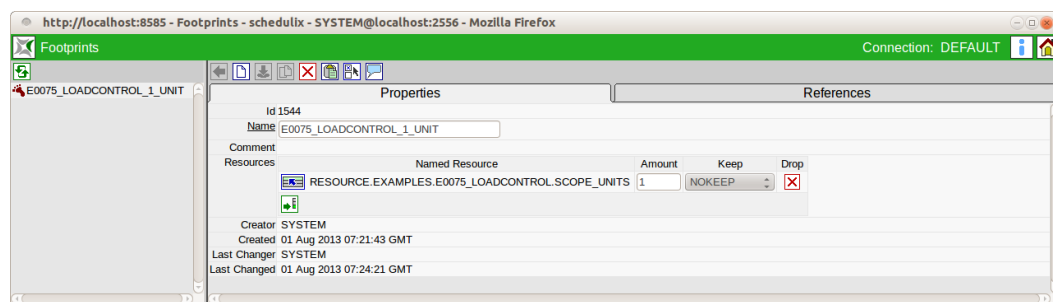 http://localhost:8585 - Footprints - schedulix - SYSTEM@localhost:2556 - Mozilla Firefox
Footprints Connection: DEFAULT
E0075_LOADCONTROL_1_UNIT
Properties References
Id 1544
Name E0075_LOADCONTROL_1_UNIT
Comment
Resources Named Resource Amount Keep Drop
RESOURCE.EXAMPLES.E0075_LOADCONTROL.SCOPE_UNITS 1 NOKEEP
Creator SYSTEM
Created 01 Aug 2013 07:21:43 GMT
Last Changer SYSTEM
Last Changed 01 Aug 2013 07:24:21 GMT